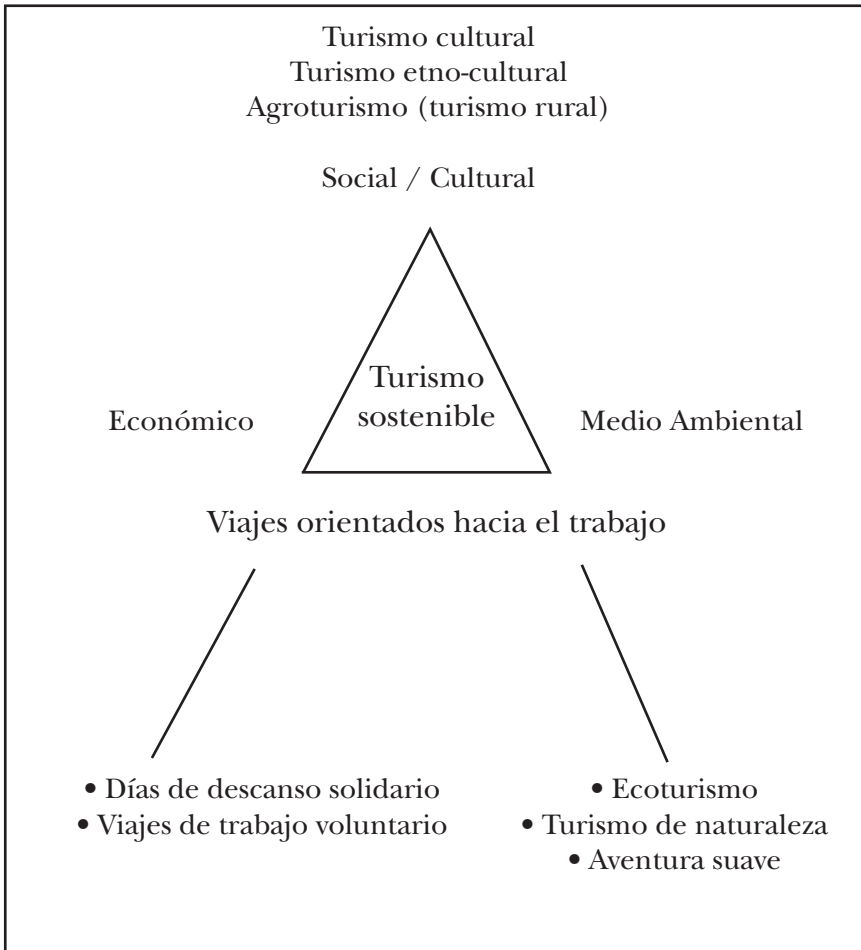 Turismo cultural
Turismo etno-cultural
Agroturismo (turismo rural)
Social / Cultural
Turismo
sostenible
Económico
Medio Ambiental
Viajes orientados hacia el trabajo
• Días de descanso solidario
• Viajes de trabajo voluntario
• Ecoturismo
• Turismo de naturaleza
• Aventura suave